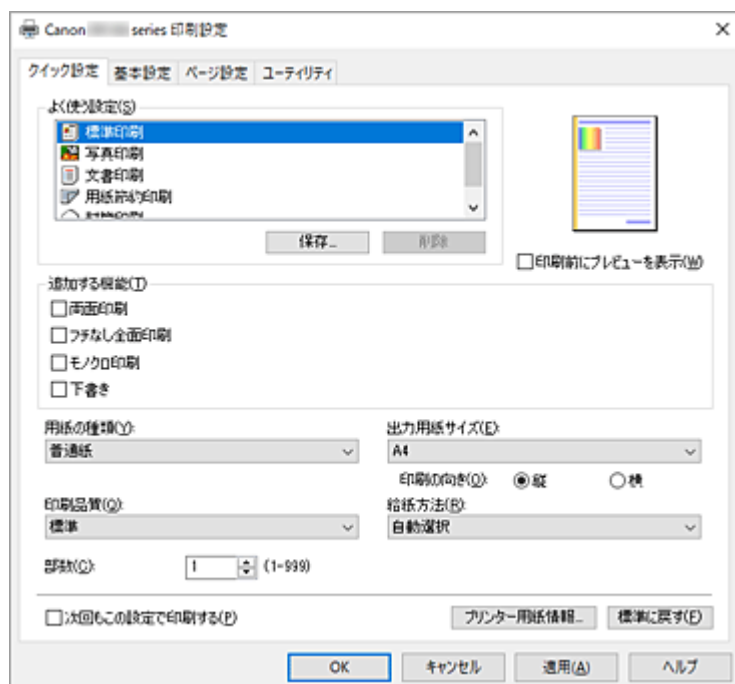 Canon series 印刷設定
クイック設定 基本設定 ページ設定 ユーティリティ
よく使う設定(S)
標準印刷
写真印刷
文書印刷
用紙節約印刷
保存...
削除
印刷前にプレビューを表示(W)
追加する機能(T)
両面印刷
フチなし全面印刷
モノクロ印刷
下書き
用紙の種類(Y):
普通紙
出力用紙サイズ(E):
A4
印刷の向き(O): 縦 横
印刷品質(Q):
標準
給紙方法(R):
自動選択
部数(C): 1 (1-999)
次回もこの設定で印刷する(P)
プリンター用紙情報... 標準に戻す(F)
OK キャンセル 適用(A) ヘルプ